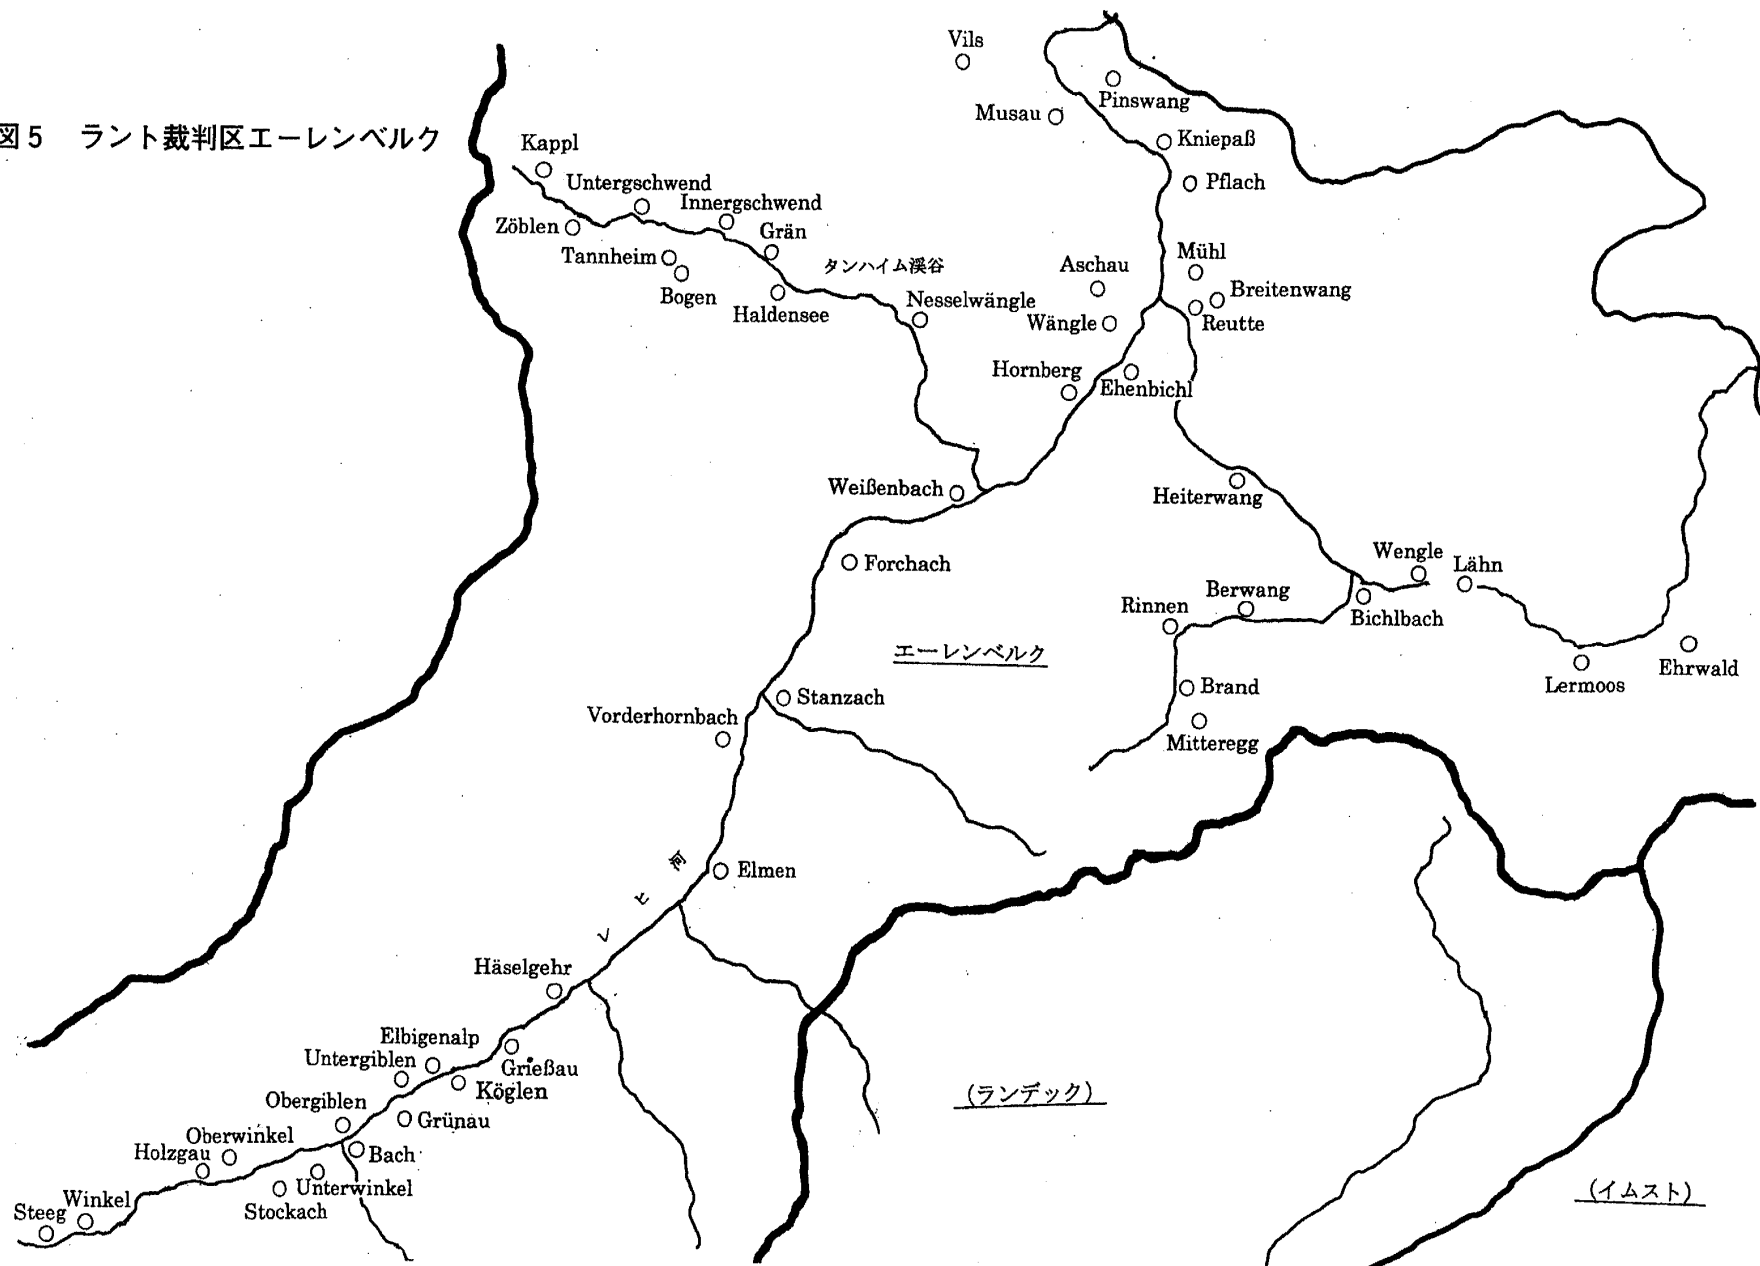 図5 ラント裁判区エーレンベルク
Vils
Pinswang
Musau
Kniepaß
Pflach
Kappl
Untergschwend
Innergschwend
Zöblen
Grän
Tannheim
Bogen
タンハイム渓谷
Haldensee
Nesselwängle
Aschau
Mühl
Breitenwang
Wängle
Reutte
Hornberg
Ehenbichl
Weißenbach
Heiterwang
Forchach
Wengle
Lähn
Berwang
Rinnen
Bichlbach
エーレンベルク
Ehrwald
Lermoos
Brand
Stanzach
Vorderhornbach
Mitteregg
Elmen
レヒ河
Häselgehr
Elbigenalp
Untergiblen
Grießau
Köglen
Obergiblen
Grünau
(ランデック)
Oberwinkel
Holzgau
Bach
Unterwinkel
Stockach
Winkel
Steeg
(イムスト)